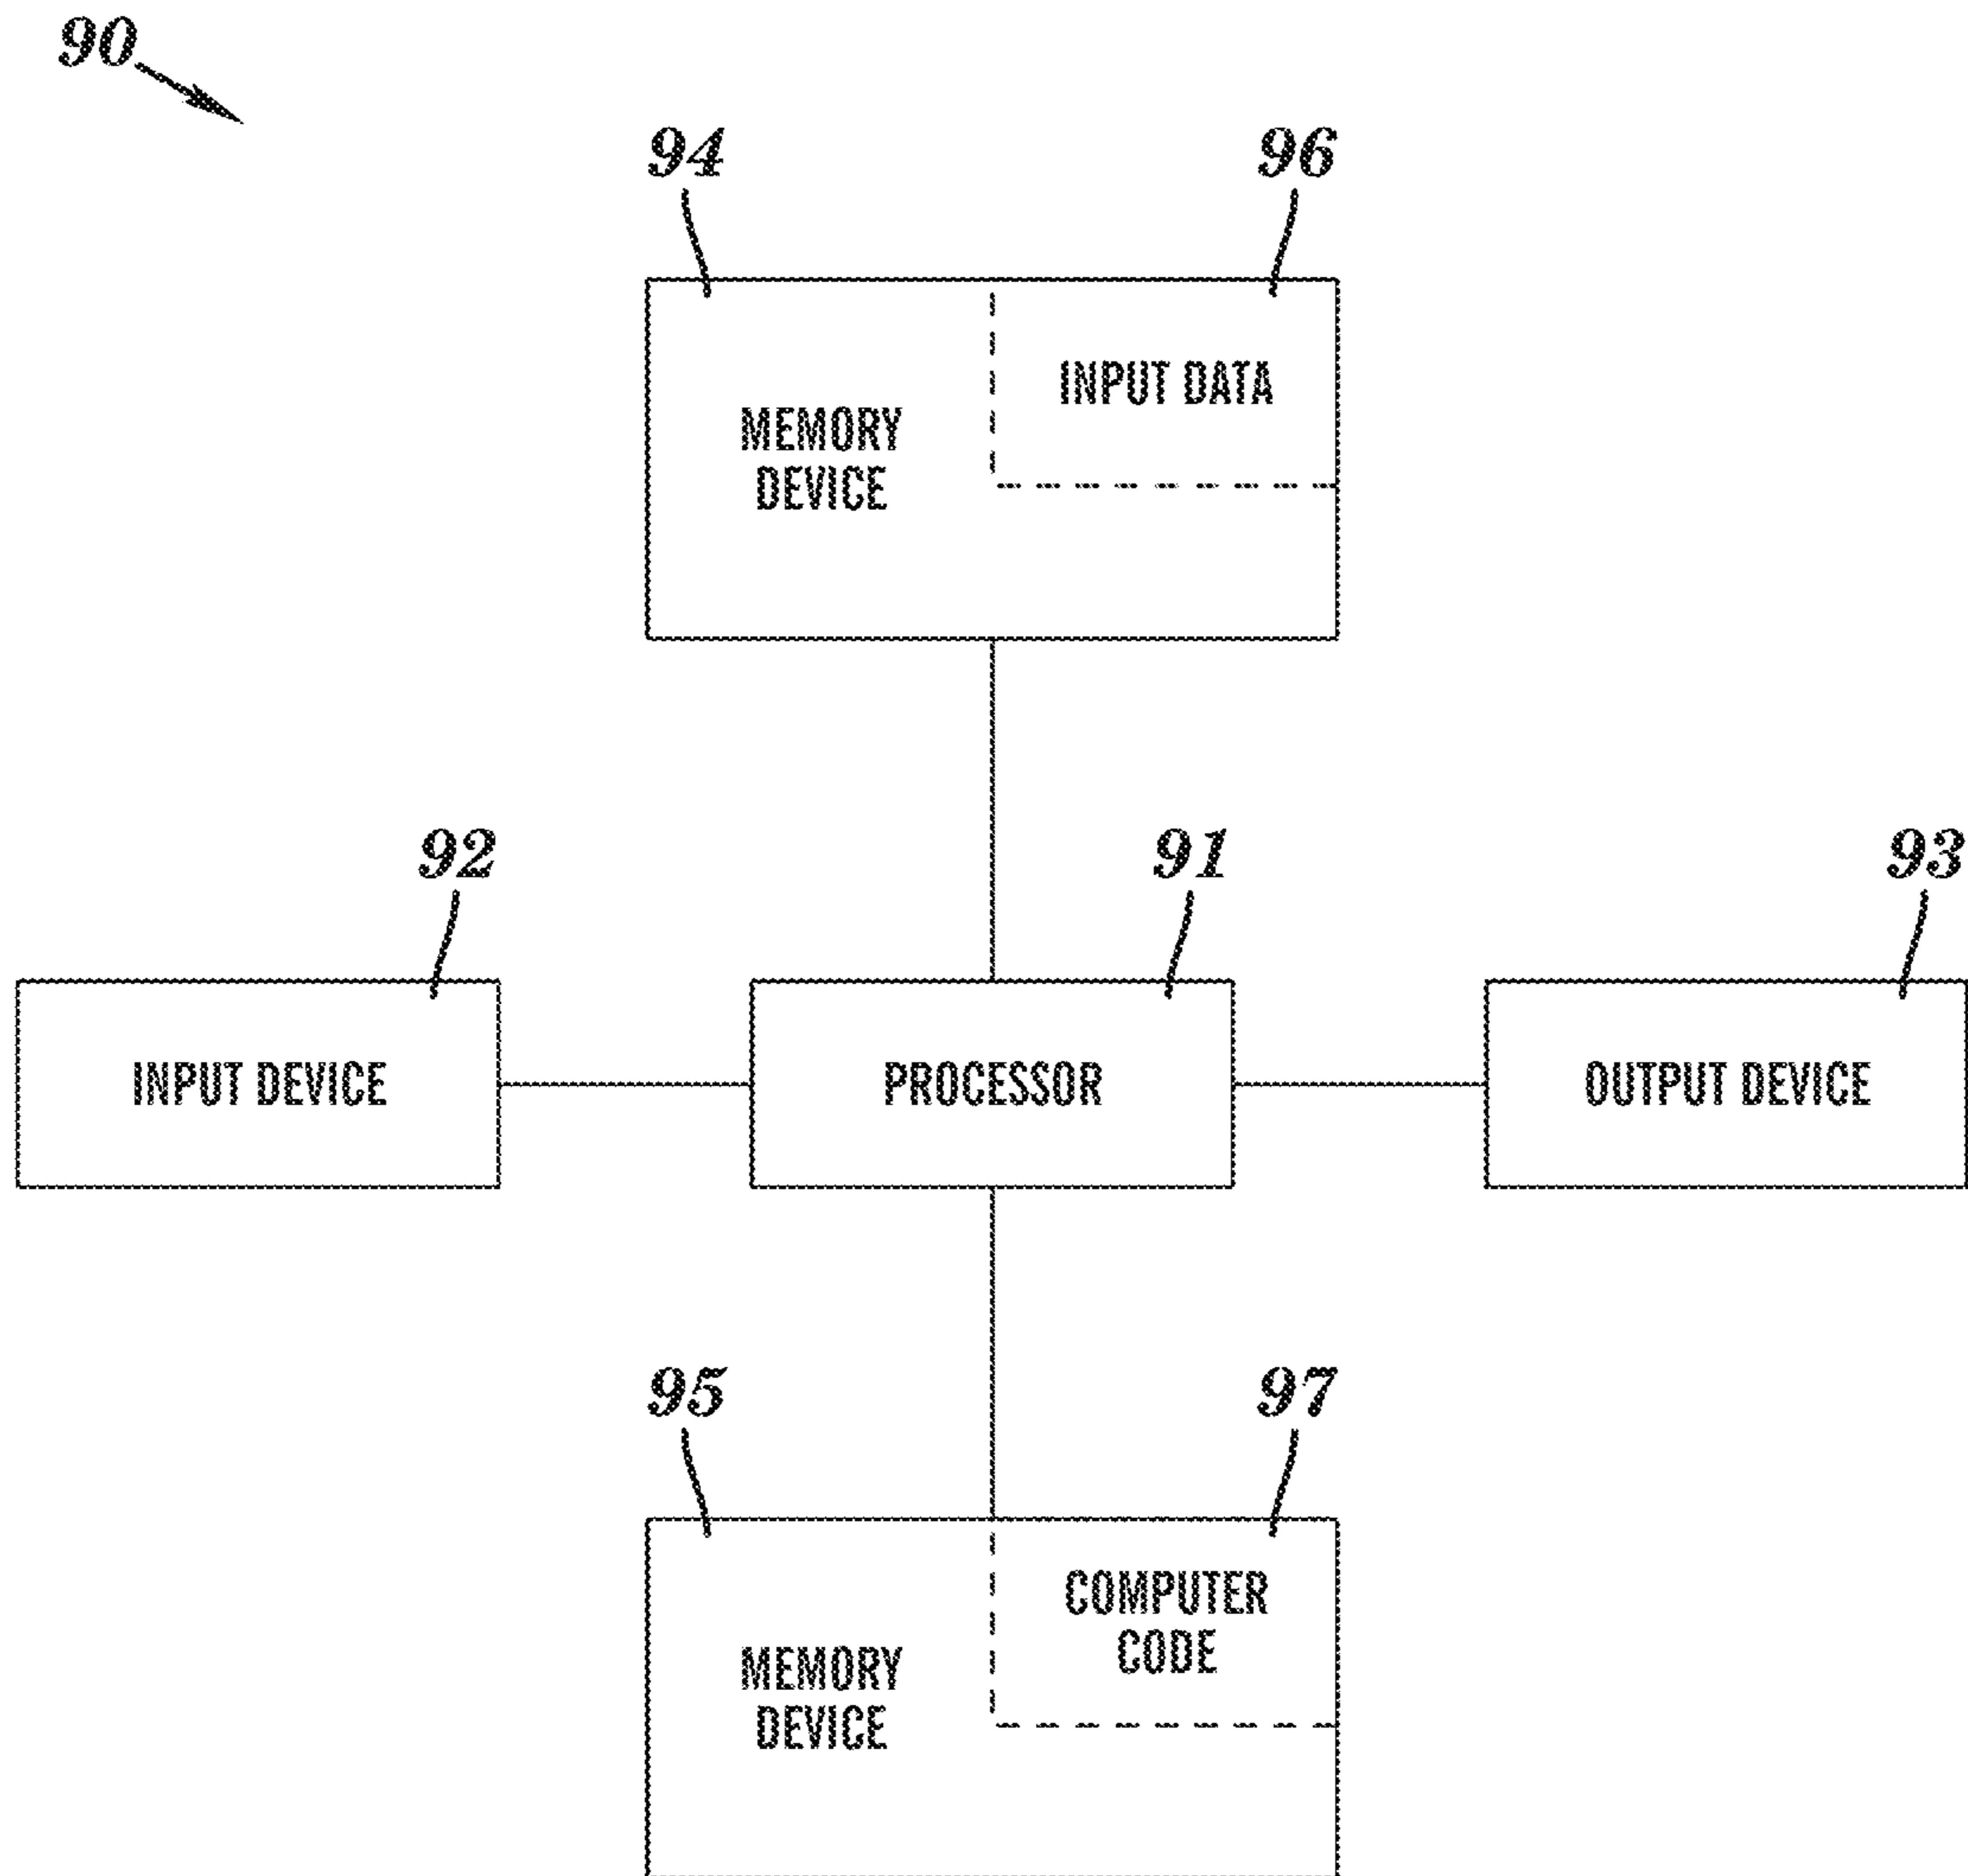 90
94
96
INPUT DATA
MEMORY
DEVICE
92
91
93
INPUT DEVICE
PROCESSOR
OUTPUT DEVICE
95
97
COMPUTER
CODE
MEMORY
DEVICE